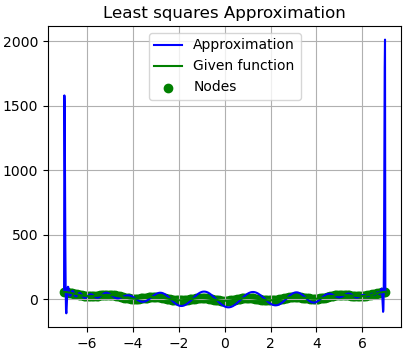 Least squares Approximation
Approximation
Given function
Nodes
2000
1500
1000
500
0
−6 −4 −2 0 2 4 6